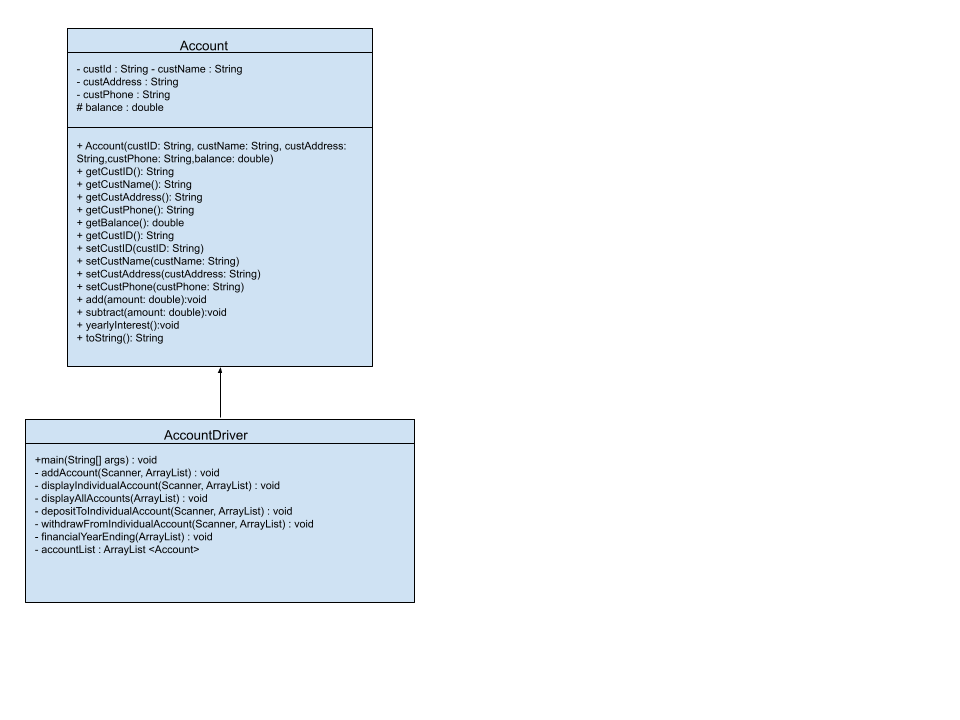 Account
- custId : String - custName : String
- custAddress : String
- custPhone : String
# balance : double
+ Account(custID: String, custName: String, custAddress:
String,custPhone: String,balance: double)
+ getCustID(): String
+ getCustName(): String
+ getCustAddress(): String
+ getCustPhone(): String
+ getBalance(): double
+ getCustID(): String
+ setCustID(custID: String)
+ setCustName(custName: String)
+ setCustAddress(custAddress: String)
+ setCustPhone(custPhone: String)
+ add(amount: double):void
+ subtract(amount: double):void
+ yearlyInterest():void
+ toString(): String
AccountDriver
+main(String[] args) : void
- addAccount(Scanner, ArrayList) : void
- displayIndividualAccount(Scanner, ArrayList) : void
- displayAllAccounts(ArrayList) : void
- depositToIndividualAccount(Scanner, ArrayList) : void
- withdrawFromIndividualAccount(Scanner, ArrayList) : void
- financialYearEnding(ArrayList) : void
- accountList : ArrayList <Account>